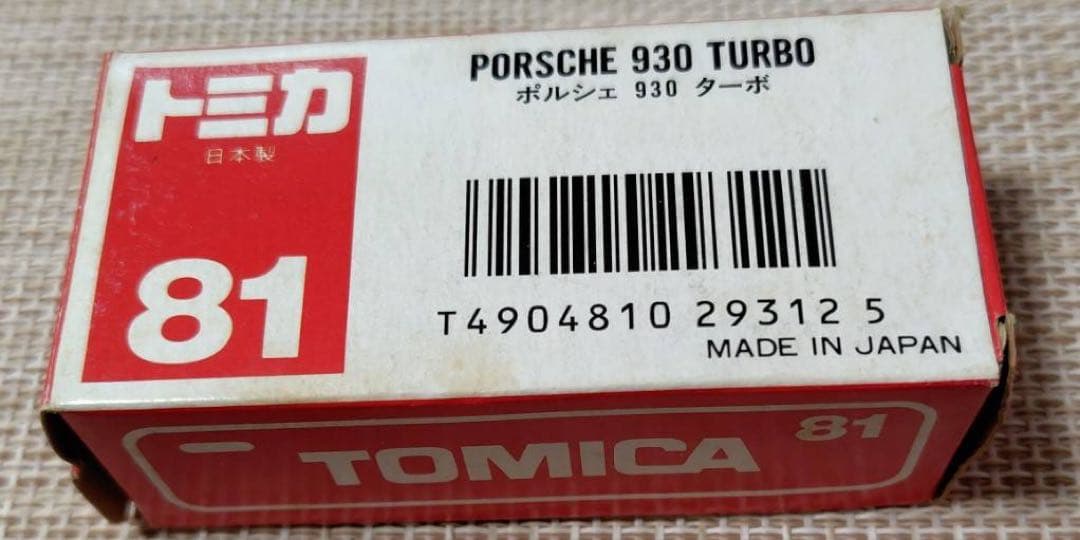 トミカ
日本製
81
PORSCHE 930 TURBO
ポルシェ 930 ターボ
T4904810 29312 5
MADE IN JAPAN
TOMICA
81